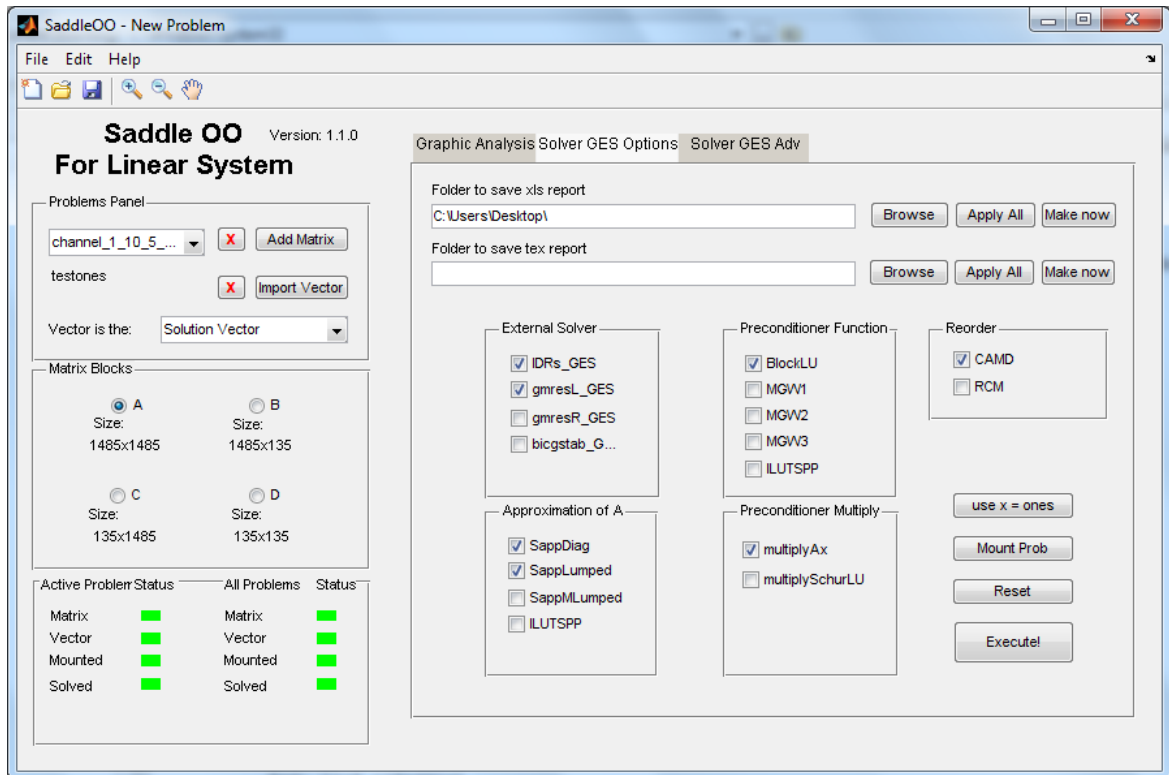 SaddleOO - New Problem
File Edit Help
Saddle OO Version: 1.1.0
For Linear System
Problems Panel
channel_1_10_5_... X Add Matrix
testones
X Import Vector
Vector is the: Solution Vector
Matrix Blocks
A B
Size: Size:
1485x1485 1485x135
C D
Size: Size:
135x1485 135x135
Active Problem Status All Problems Status
Matrix Matrix
Vector Vector
Mounted Mounted
Solved Solved
Graphic Analysis Solver GES Options Solver GES Adv
Folder to save xls report
C:\Users\Desktop\ Browse Apply All Make now
Folder to save tex report
Browse Apply All Make now
External Solver
IDRs_GES
gmresL_GES
gmresR_GES
bicgstab_G...
Preconditioner Function
BlockLU
MGW1
MGW2
MGW3
ILUTSPP
Reorder
CAMD
RCM
Approximation of A
SappDiag
SappLumped
SappMLumped
ILUTSPP
Preconditioner Multiply
multiplyAx
multiplySchurLU
use x = ones
Mount Prob
Reset
Execute!